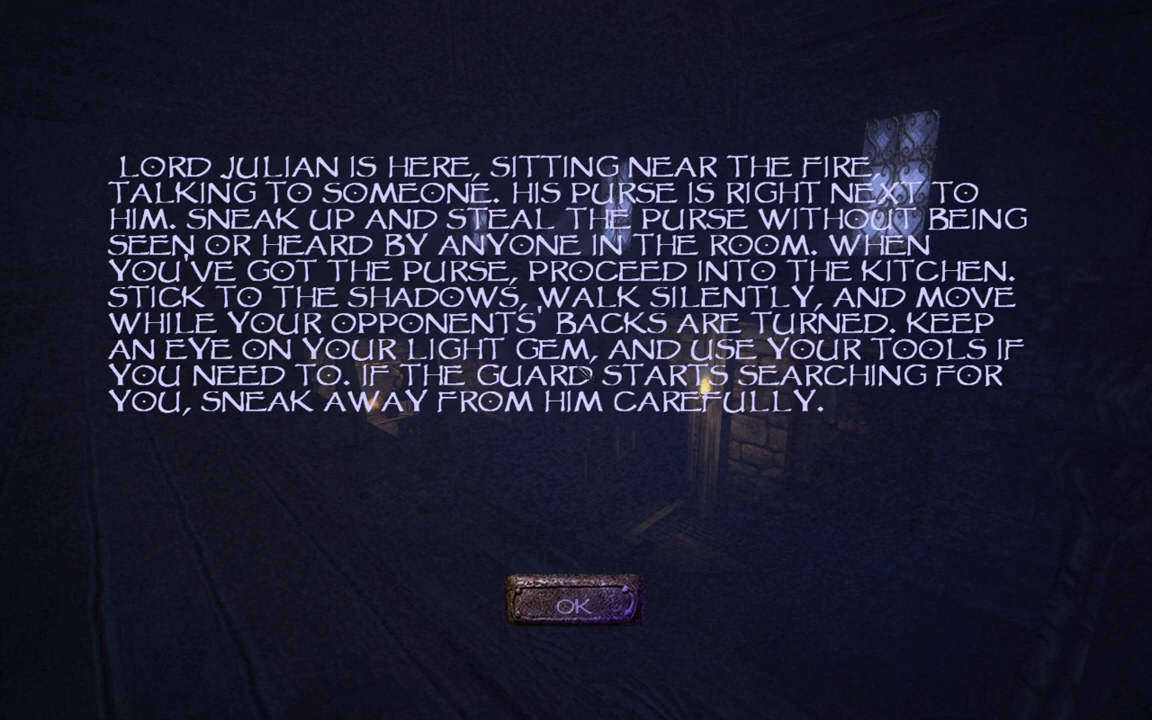 LORD JULIAN IS HERE, SITTING NEAR THE FIRE,
TALKING TO SOMEONE. HIS PURSE IS RIGHT NEXT TO
HIM. SNEAK UP AND STEAL THE PURSE WITHOUT BEING
SEEN OR HEARD BY ANYONE IN THE ROOM. WHEN
YOU'VE GOT THE PURSE, PROCEED INTO THE KITCHEN.
STICK TO THE SHADOWS, WALK SILENTLY, AND MOVE
WHILE YOUR OPPONENTS' BACKS ARE TURNED. KEEP
AN EYE ON YOUR LIGHT GEM, AND USE YOUR TOOLS IF
YOU NEED TO. IF THE GUARD STARTS SEARCHING FOR
YOU, SNEAK AWAY FROM HIM CAREFULLY.
OK